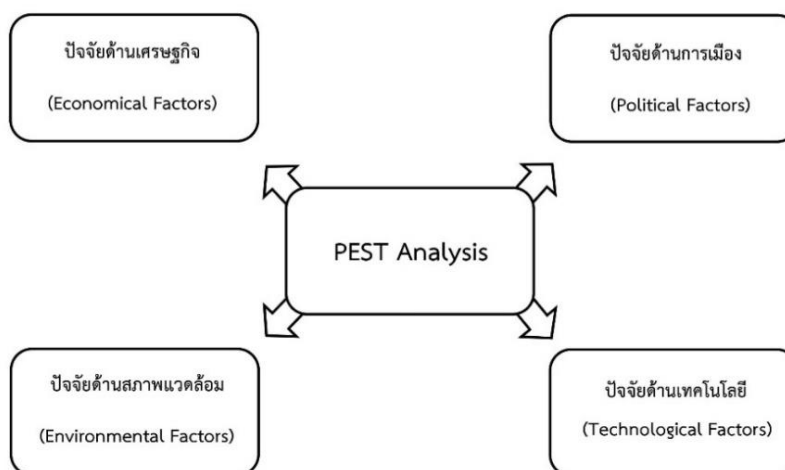 ปัจจัยด้านเศรษฐกิจ
(Economical Factors)
ปัจจัยด้านการเมือง
(Political Factors)
PEST Analysis
ปัจจัยด้านสภาพแวดล้อม
(Environmental Factors)
ปัจจัยด้านเทคโนโลยี
(Technological Factors)